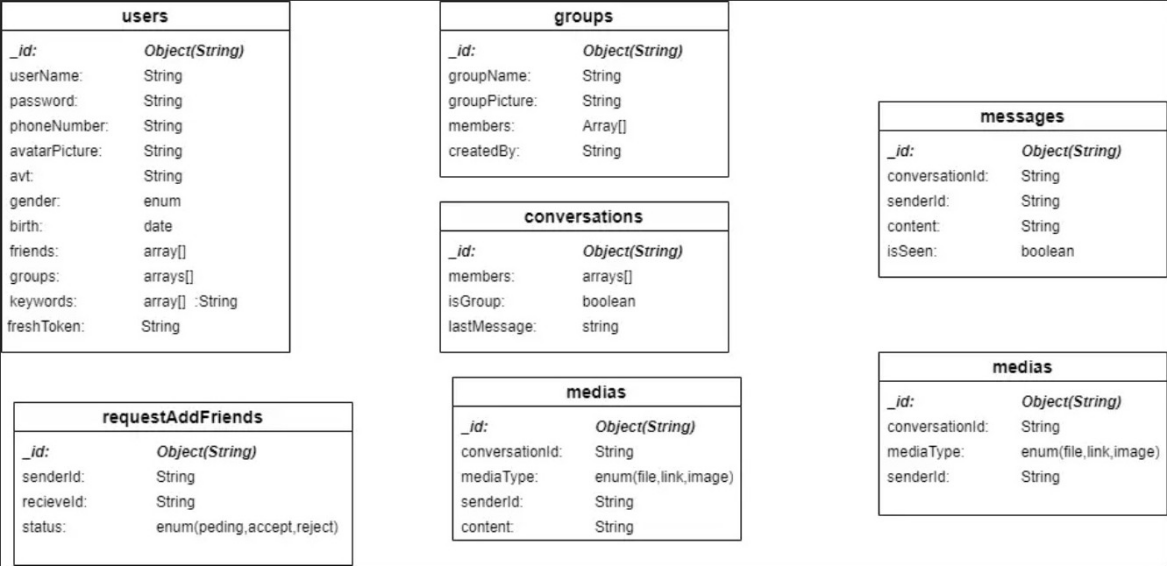 users
_id: Object(String)
userName: String
password: String
phoneNumber: String
avatarPicture: String
avt: String
gender: enum
birth: date
friends: array[]
groups: arrays[]
keywords: array[] :String
freshToken: String
requestAddFriends
_id: Object(String)
senderId: String
recieveId: String
status: enum(peding,accept,reject)
groups
_id: Object(String)
groupName: String
groupPicture: String
members: Array[]
createdBy: String
conversations
_id: Object(String)
members: arrays[]
isGroup: boolean
lastMessage: string
medias
_id: Object(String)
conversationId: String
mediaType: enum(file,link,image)
senderId: String
content: String
messages
_id: Object(String)
conversationId: String
senderId: String
content: String
isSeen: boolean
medias
_id: Object(String)
conversationId: String
mediaType: enum(file,link,image)
senderId: String